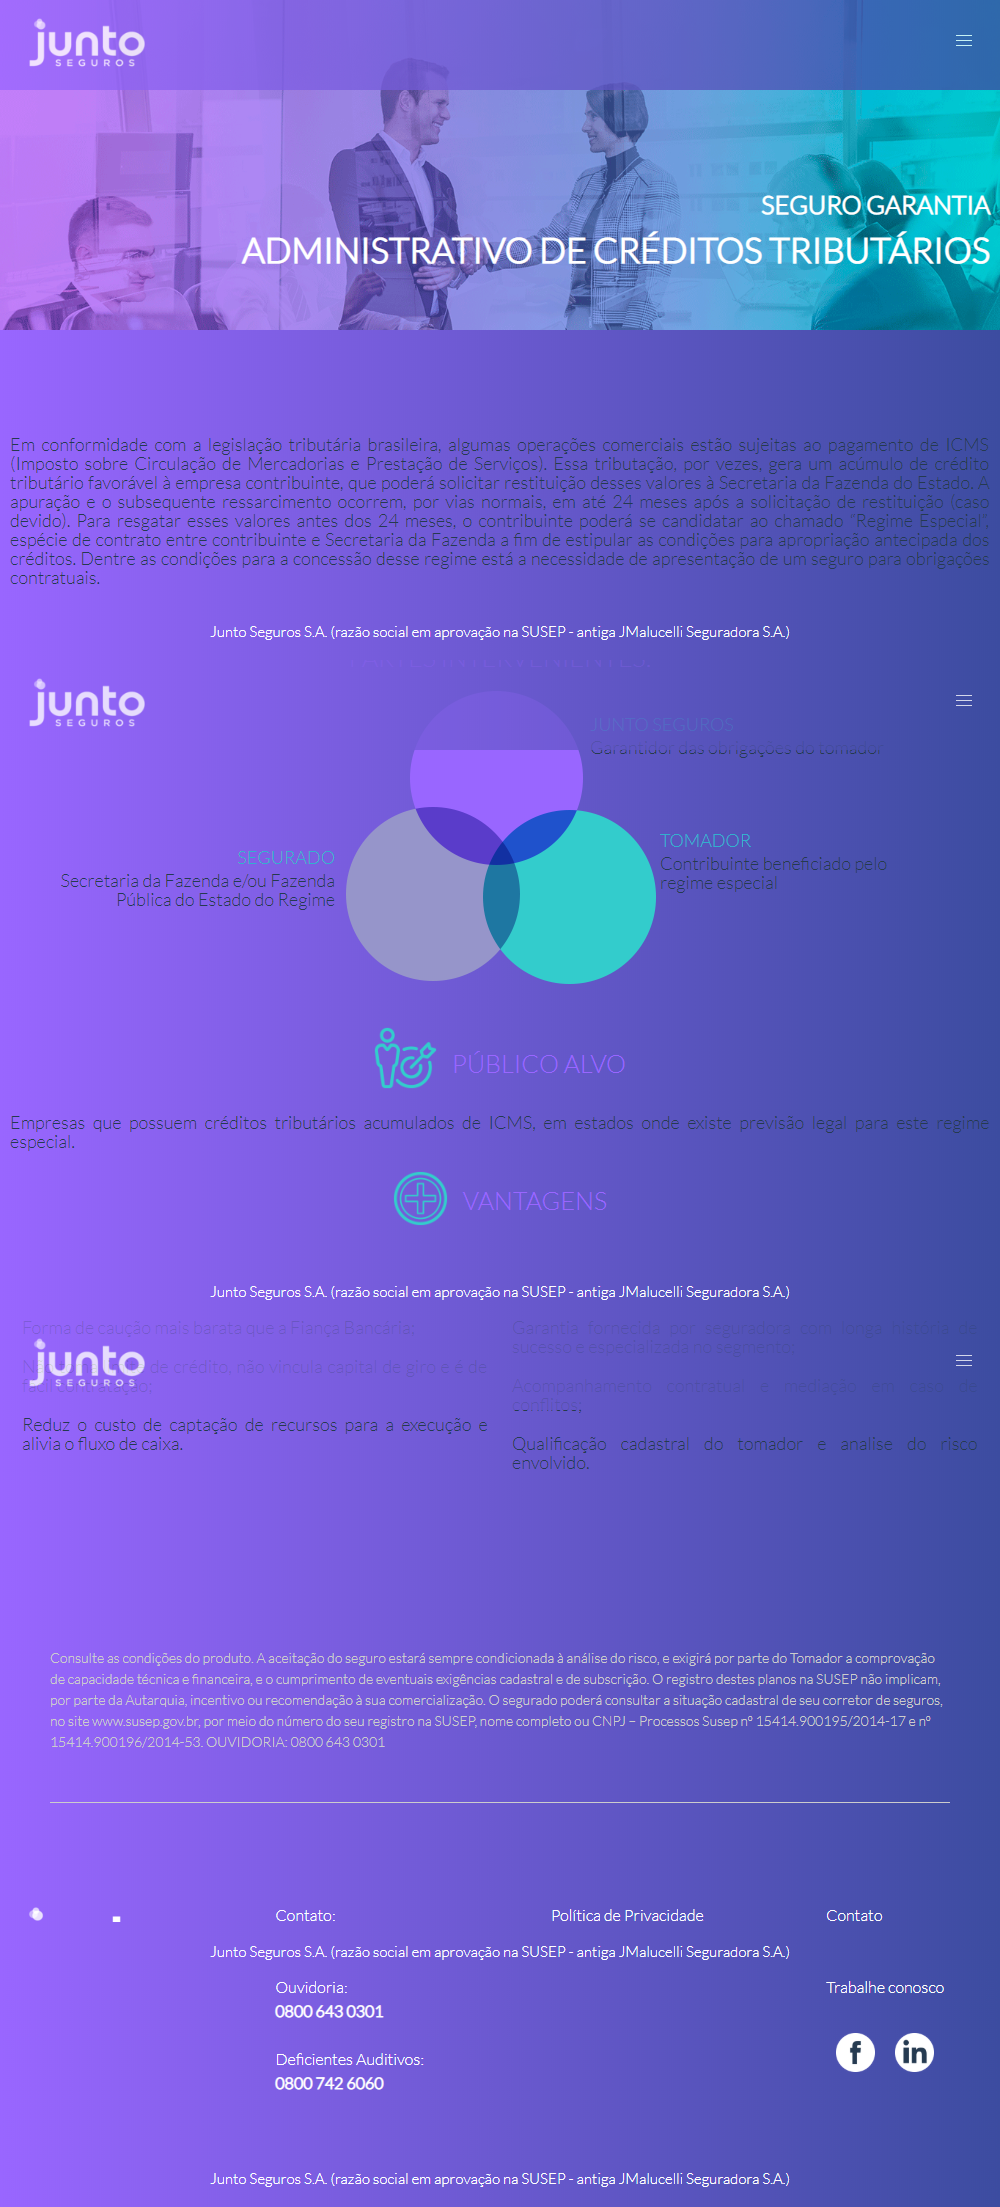 junto
SEGUROS
SEGURO GARANTIA
ADMINISTRATIVO DE CRÉDITOS TRIBUTÁRIOS
Em conformidade com a legislação tributária brasileira, algumas operações comerciais estão sujeitas ao pagamento de ICMS
(Imposto sobre Circulação de Mercadorias e Prestação de Serviços). Essa tributação, por vezes, gera um acúmulo de crédito
tributário favorável à empresa contribuinte, que poderá solicitar restituição desses valores à Secretaria da Fazenda do Estado. A
apuração e o subsequente ressarcimento ocorrem, por vias normais, em até 24 meses após a solicitação de restituição (caso
devido). Para resgatar esses valores antes dos 24 meses, o contribuinte poderá se candidatar ao chamado “Regime Especial”,
espécie de contrato entre contribuinte e Secretaria da Fazenda a fim de estipular as condições para apropriação antecipada dos
créditos. Dentre as condições para a concessão desse regime está a necessidade de apresentação de um seguro para obrigações
contratuais.
Junto Seguros S.A. (razão social em aprovação na SUSEP - antiga JMalucelli Seguradora S.A.)
junto
SEGUROS
JUNTO SEGUROS
Garantidor das obrigações do tomador
TOMADOR
Contribuinte beneficiado pelo
regime especial
SEGURADO
Secretaria da Fazenda e/ou Fazenda
Pública do Estado do Regime
PÚBLICO ALVO
Empresas que possuem créditos tributários acumulados de ICMS, em estados onde existe previsão legal para este regime
especial.
VANTAGENS
Junto Seguros S.A. (razão social em aprovação na SUSEP - antiga JMalucelli Seguradora S.A.)
Forma de caução mais barata que a Fiança Bancária;
junto
SEGUROS
de crédito, não vincula capital de giro e é de
Reduz o custo de captação de recursos para a execução e
alivia o fluxo de caixa.
Garantia fornecida por seguradora com longa história de
sucesso e especializada no segmento;
Acompanhamento contratual e mediação em caso de
conflitos;
Qualificação cadastral do tomador e analise do risco
envolvido.
Consulte as condições do produto. A aceitação do seguro estará sempre condicionada à análise do risco, e exigirá por parte do Tomador a comprovação
de capacidade técnica e financeira, e o cumprimento de eventuais exigências cadastral e de subscrição. O registro destes planos na SUSEP não implicam,
por parte da Autarquia, incentivo ou recomendação à sua comercialização. O segurado poderá consultar a situação cadastral de seu corretor de seguros,
no site www.susep.gov.br, por meio do número do seu registro na SUSEP, nome completo ou CNPJ – Processos Susep nº 15414.900195/2014-17 e nº
15414.900196/2014-53. OUVIDORIA: 0800 643 0301
Contato:
Política de Privacidade
Contato
Junto Seguros S.A. (razão social em aprovação na SUSEP - antiga JMalucelli Seguradora S.A.)
Ouvidoria:
0800 643 0301
Trabalhe conosco
Deficientes Auditivos:
0800 742 6060
Junto Seguros S.A. (razão social em aprovação na SUSEP - antiga JMalucelli Seguradora S.A.)